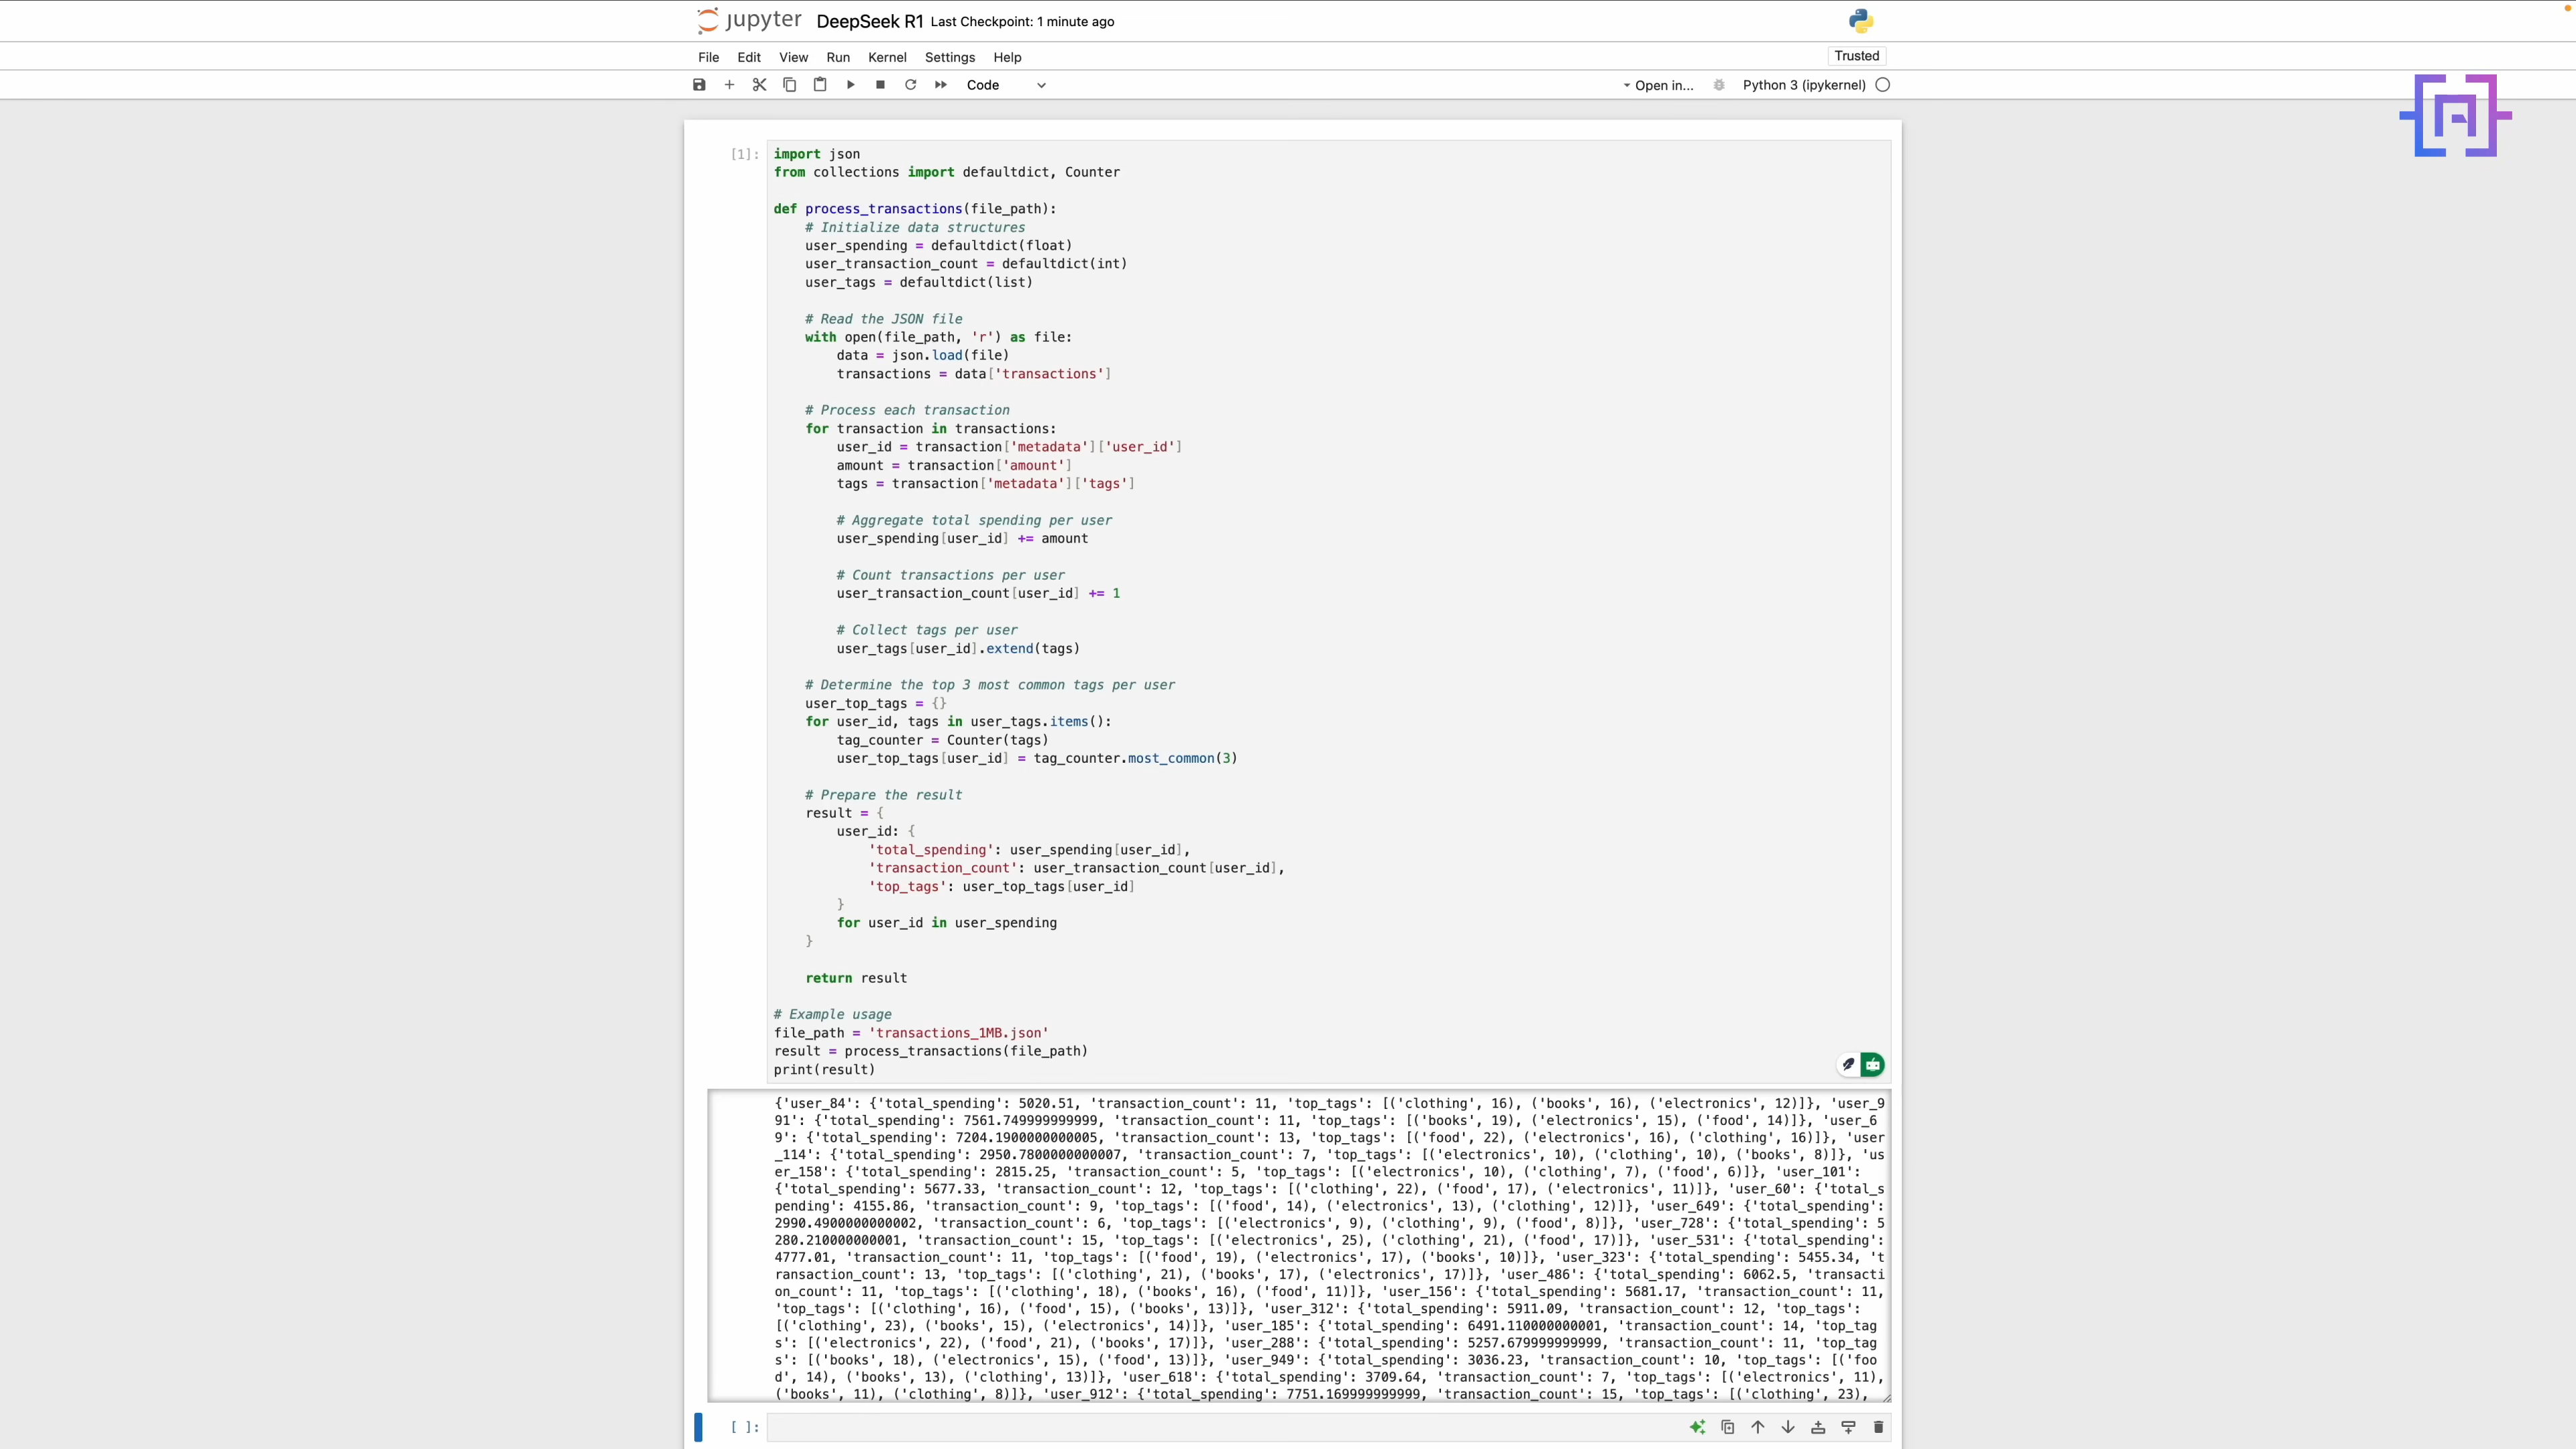 jupyter DeepSeek R1 Last Checkpoint: 1 minute ago
File Edit View Run Kernel Settings Help
Trusted
Code
Open in... Python 3 (ipykernel)
[1]: import json
from collections import defaultdict, Counter
def process_transactions(file_path):
# Initialize data structures
user_spending = defaultdict(float)
user_transaction_count = defaultdict(int)
user_tags = defaultdict(list)
# Read the JSON file
with open(file_path, 'r') as file:
data = json.load(file)
transactions = data['transactions']
# Process each transaction
for transaction in transactions:
user_id = transaction['metadata']['user_id']
amount = transaction['amount']
tags = transaction['metadata']['tags']
# Aggregate total spending per user
user_spending[user_id] += amount
# Count transactions per user
user_transaction_count[user_id] += 1
# Collect tags per user
user_tags[user_id].extend(tags)
# Determine the top 3 most common tags per user
user_top_tags = {}
for user_id, tags in user_tags.items():
tag_counter = Counter(tags)
user_top_tags[user_id] = tag_counter.most_common(3)
# Prepare the result
result = {
user_id: {
'total_spending': user_spending[user_id],
'transaction_count': user_transaction_count[user_id],
'top_tags': user_top_tags[user_id]
}
for user_id in user_spending
}
return result
# Example usage
file_path = 'transactions_1MB.json'
result = process_transactions(file_path)
print(result)
{'user_84': {'total_spending': 5020.51, 'transaction_count': 11, 'top_tags': [('clothing', 16), ('books', 16), ('electronics', 12)]}, 'user_9
91': {'total_spending': 7561.749999999999, 'transaction_count': 11, 'top_tags': [('books', 19), ('electronics', 15), ('food', 14)]}, 'user_6
9': {'total_spending': 7204.1900000000005, 'transaction_count': 13, 'top_tags': [('food', 22), ('electronics', 16), ('clothing', 16)]}, 'user
_114': {'total_spending': 2950.7800000000007, 'transaction_count': 7, 'top_tags': [('electronics', 10), ('clothing', 10), ('books', 8)]}, 'us
er_158': {'total_spending': 2815.25, 'transaction_count': 5, 'top_tags': [('electronics', 10), ('clothing', 7), ('food', 6)]}, 'user_101':
{'total_spending': 5677.33, 'transaction_count': 12, 'top_tags': [('clothing', 22), ('food', 17), ('electronics', 11)]}, 'user_60': {'total_s
pending': 4155.86, 'transaction_count': 9, 'top_tags': [('food', 14), ('electronics', 13), ('clothing', 12)]}, 'user_649': {'total_spending':
2990.4900000000002, 'transaction_count': 6, 'top_tags': [('electronics', 9), ('clothing', 9), ('food', 8)]}, 'user_728': {'total_spending': 5
280.210000000001, 'transaction_count': 15, 'top_tags': [('electronics', 25), ('clothing', 21), ('food', 17)]}, 'user_531': {'total_spending':
4777.01, 'transaction_count': 11, 'top_tags': [('food', 19), ('electronics', 17), ('books', 10)]}, 'user_323': {'total_spending': 5455.34, 't
ransaction_count': 13, 'top_tags': [('clothing', 21), ('books', 17), ('electronics', 17)]}, 'user_486': {'total_spending': 6062.5, 'transacti
on_count': 11, 'top_tags': [('clothing', 18), ('books', 16), ('food', 11)]}, 'user_156': {'total_spending': 5681.17, 'transaction_count': 11,
'top_tags': [('clothing', 16), ('food', 15), ('books', 13)]}, 'user_312': {'total_spending': 5911.09, 'transaction_count': 12, 'top_tags':
[('clothing', 23), ('books', 15), ('electronics', 14)]}, 'user_185': {'total_spending': 6491.110000000001, 'transaction_count': 14, 'top_tag
s': [('electronics', 22), ('food', 21), ('books', 17)]}, 'user_288': {'total_spending': 5257.679999999999, 'transaction_count': 11, 'top_tag
s': [('books', 18), ('electronics', 15), ('food', 13)]}, 'user_949': {'total_spending': 3036.23, 'transaction_count': 10, 'top_tags': [('foo
d', 14), ('books', 13), ('clothing', 13)]}, 'user_618': {'total_spending': 3709.64, 'transaction_count': 7, 'top_tags': [('electronics', 11),
('books', 11), ('clothing', 8)]}, 'user_912': {'total_spending': 7751.169999999999, 'transaction_count': 15, 'top_tags': [('clothing', 23),
[ ]: